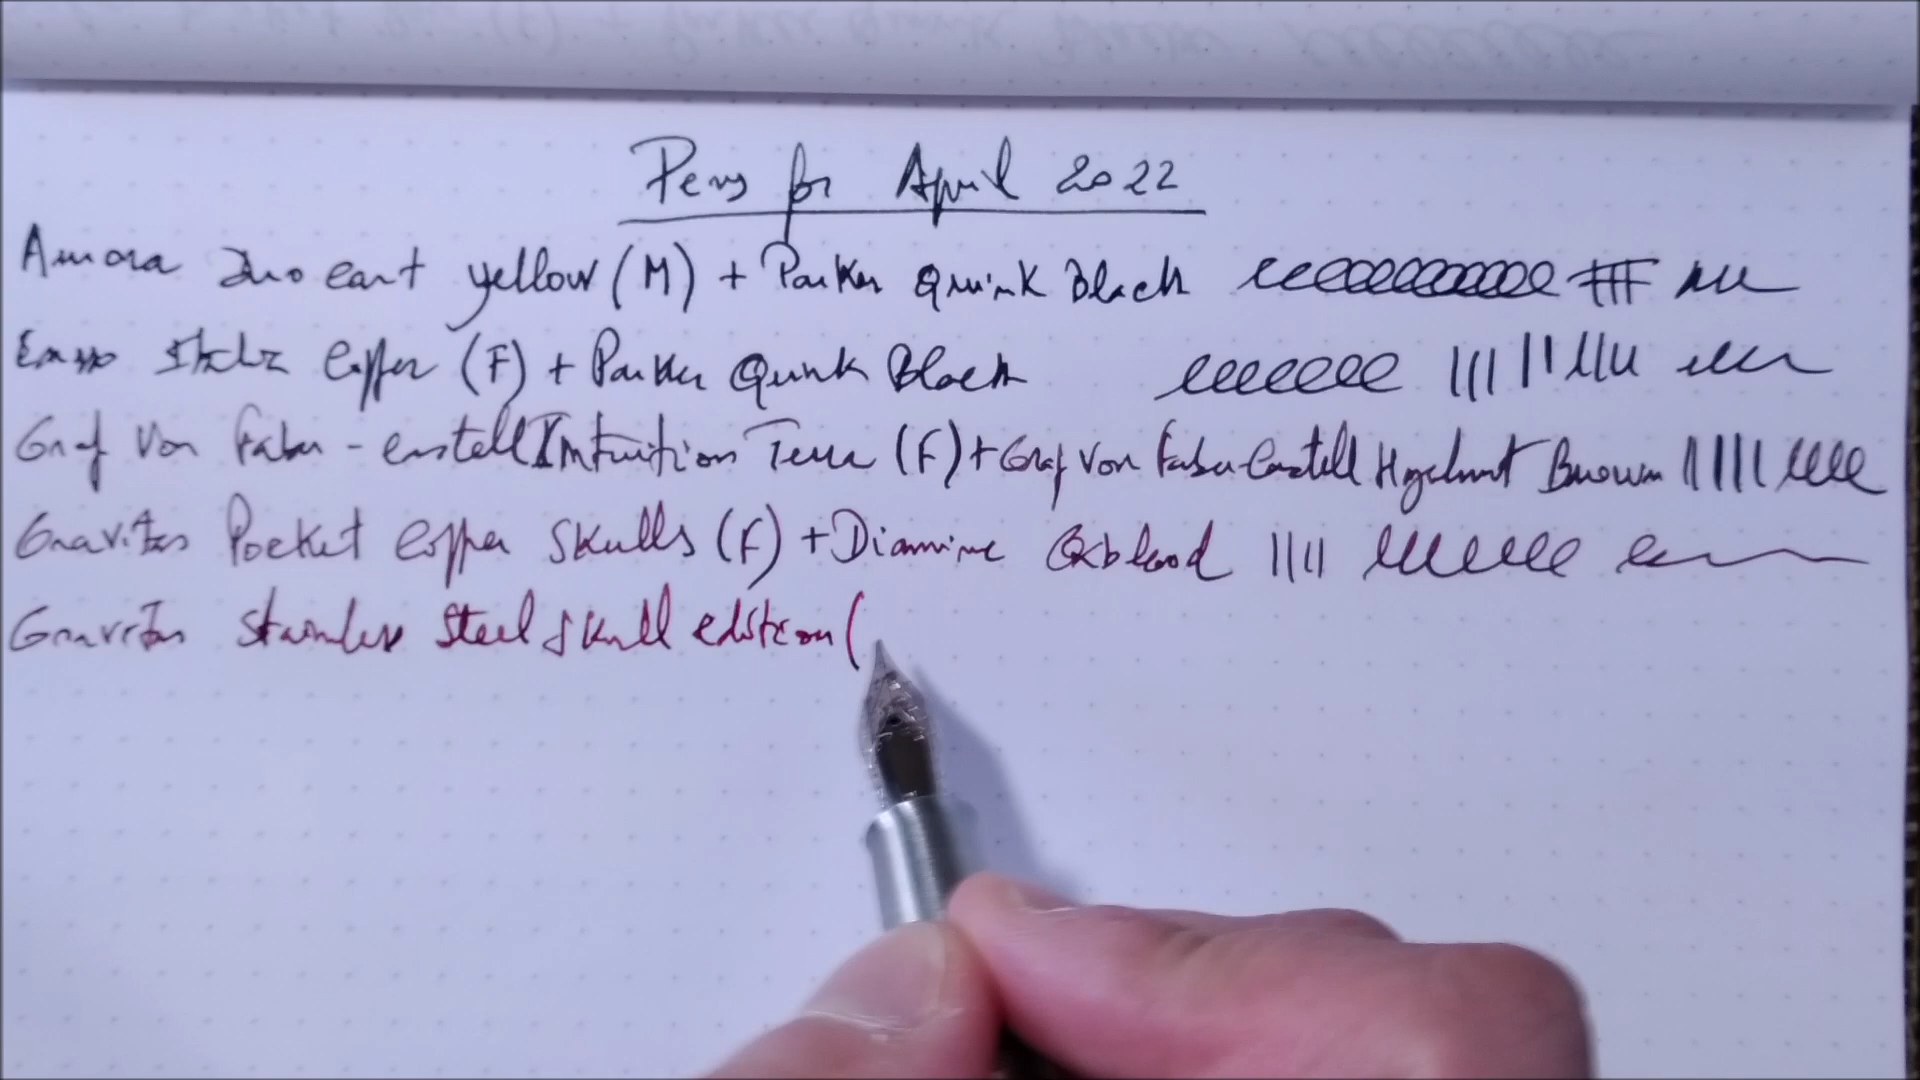 Pens for April 2022
Aurora Duo cart yellow (M) + Parker Quink Black
Ensso Italia Copper (F) + Parker Quink Black
Graf Von Faber-Castell Intuition Terra (F) + Graf Von Faber-Castell Hazelnut Brown
Gravitas Pocket Copper Skulls (F) + Diamine Oxblood
Gravitas Stainless Steel Skull edition (